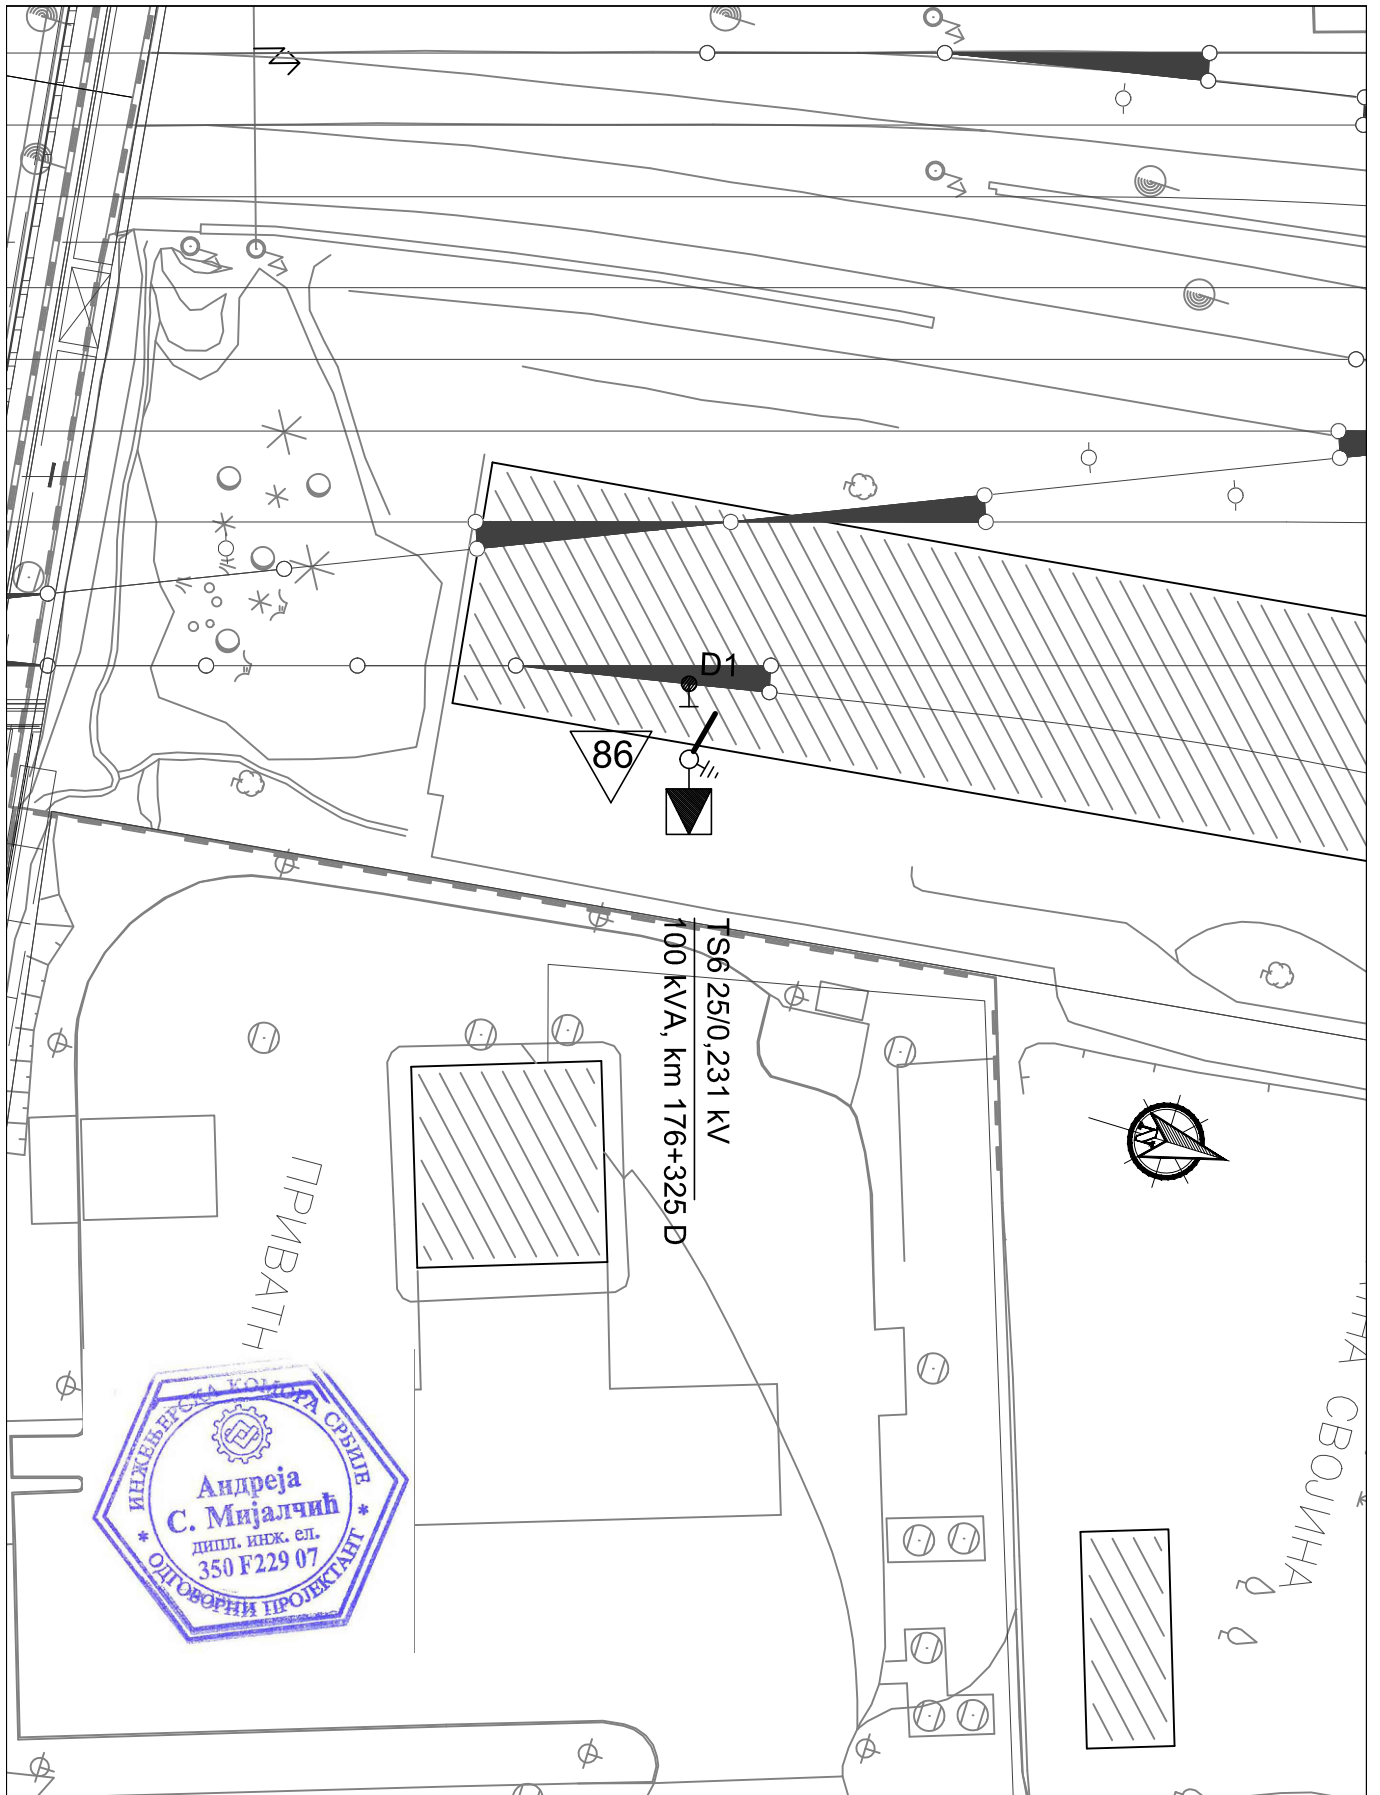 D1
86
TS6 25/0,231 kV
100 kVA, km 176+325 D
ПРИВАТН
СВОЈИНА
ИНЖЕЊЕРСКА КОМОРА СРБИЈЕ
Андреја
С. Мијалчић
дипл. инж. ел.
350 F229 07
* ОДГОВОРНИ ПРОЈЕКТАНТ *